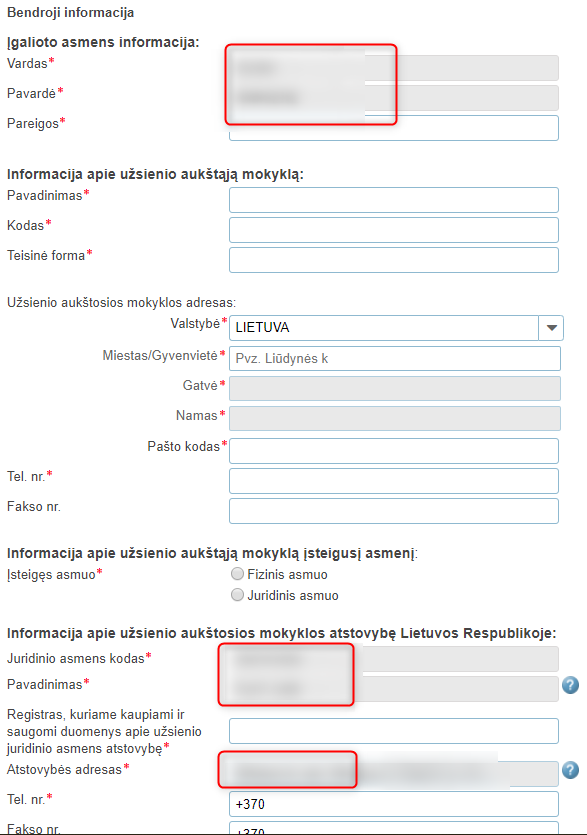 Bendroji informacija
Įgalioto asmens informacija:
Vardas*
Pavardė*
Pareigos*
Informacija apie užsienio aukštąją mokyklą:
Pavadinimas*
Kodas*
Teisinė forma*
Užsienio aukštosios mokyklos adresas:
Valstybė* LIETUVA
Miestas/Gyvenvietė* Pvz. Liūdynės k
Gatvė*
Namas*
Pašto kodas*
Tel. nr.*
Fakso nr.
Informacija apie užsienio aukštąją mokyklą įsteigusį asmenį:
Įsteigęs asmuo* Fizinis asmuo
Juridinis asmuo
Informacija apie užsienio aukštosios mokyklos atstovybę Lietuvos Respublikoje:
Juridinio asmens kodas*
Pavadinimas* ?
Registras, kuriame kaupiami ir
saugomi duomenys apie užsienio
juridinio asmens atstovybę*
Atstovybės adresas* ?
Tel. nr.* +370
Fakso nr. +370